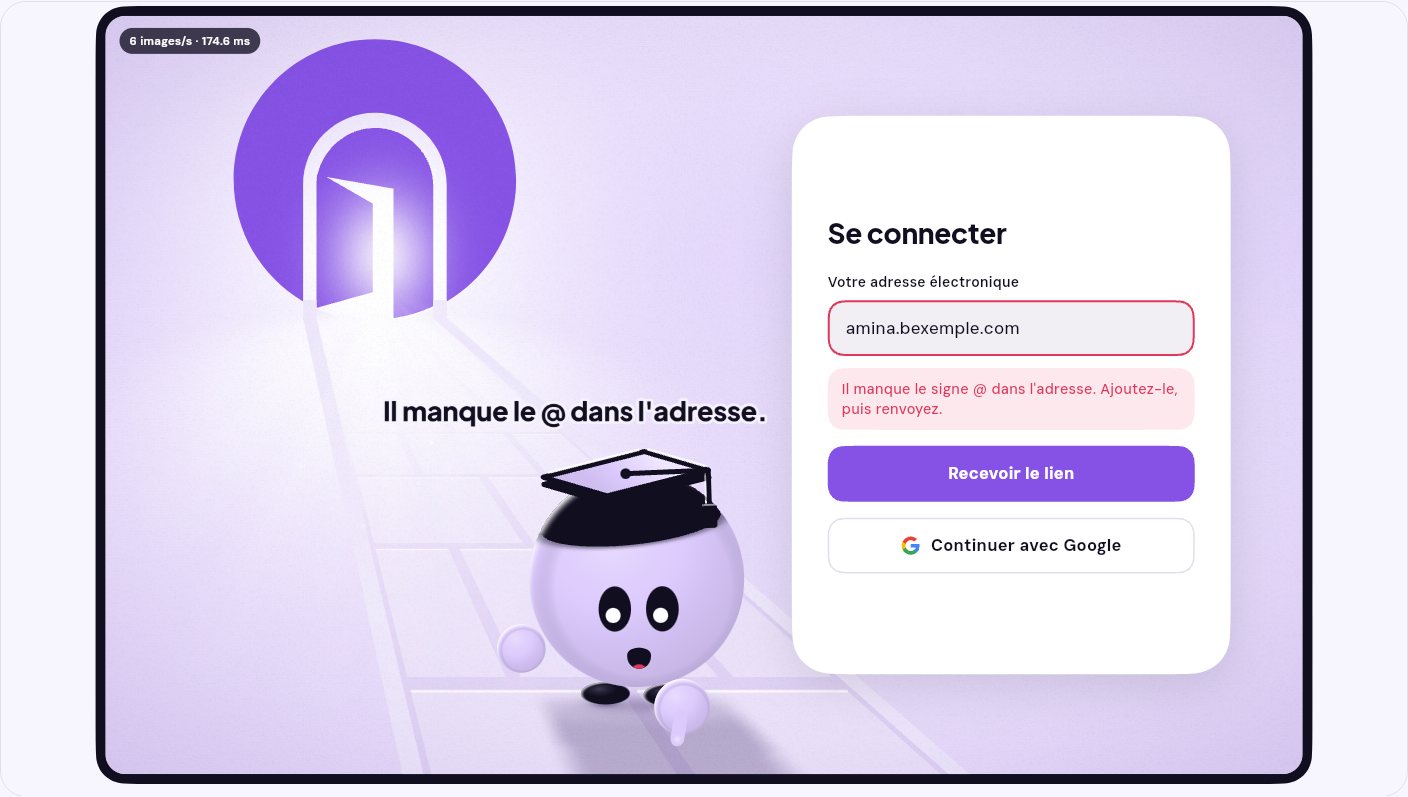 6 images/s · 174.6 ms
Il manque le @ dans l'adresse.
Se connecter
Votre adresse électronique
amina.bexemple.com
Il manque le signe @ dans l'adresse. Ajoutez-le,
puis renvoyez.
Recevoir le lien
Continuer avec Google